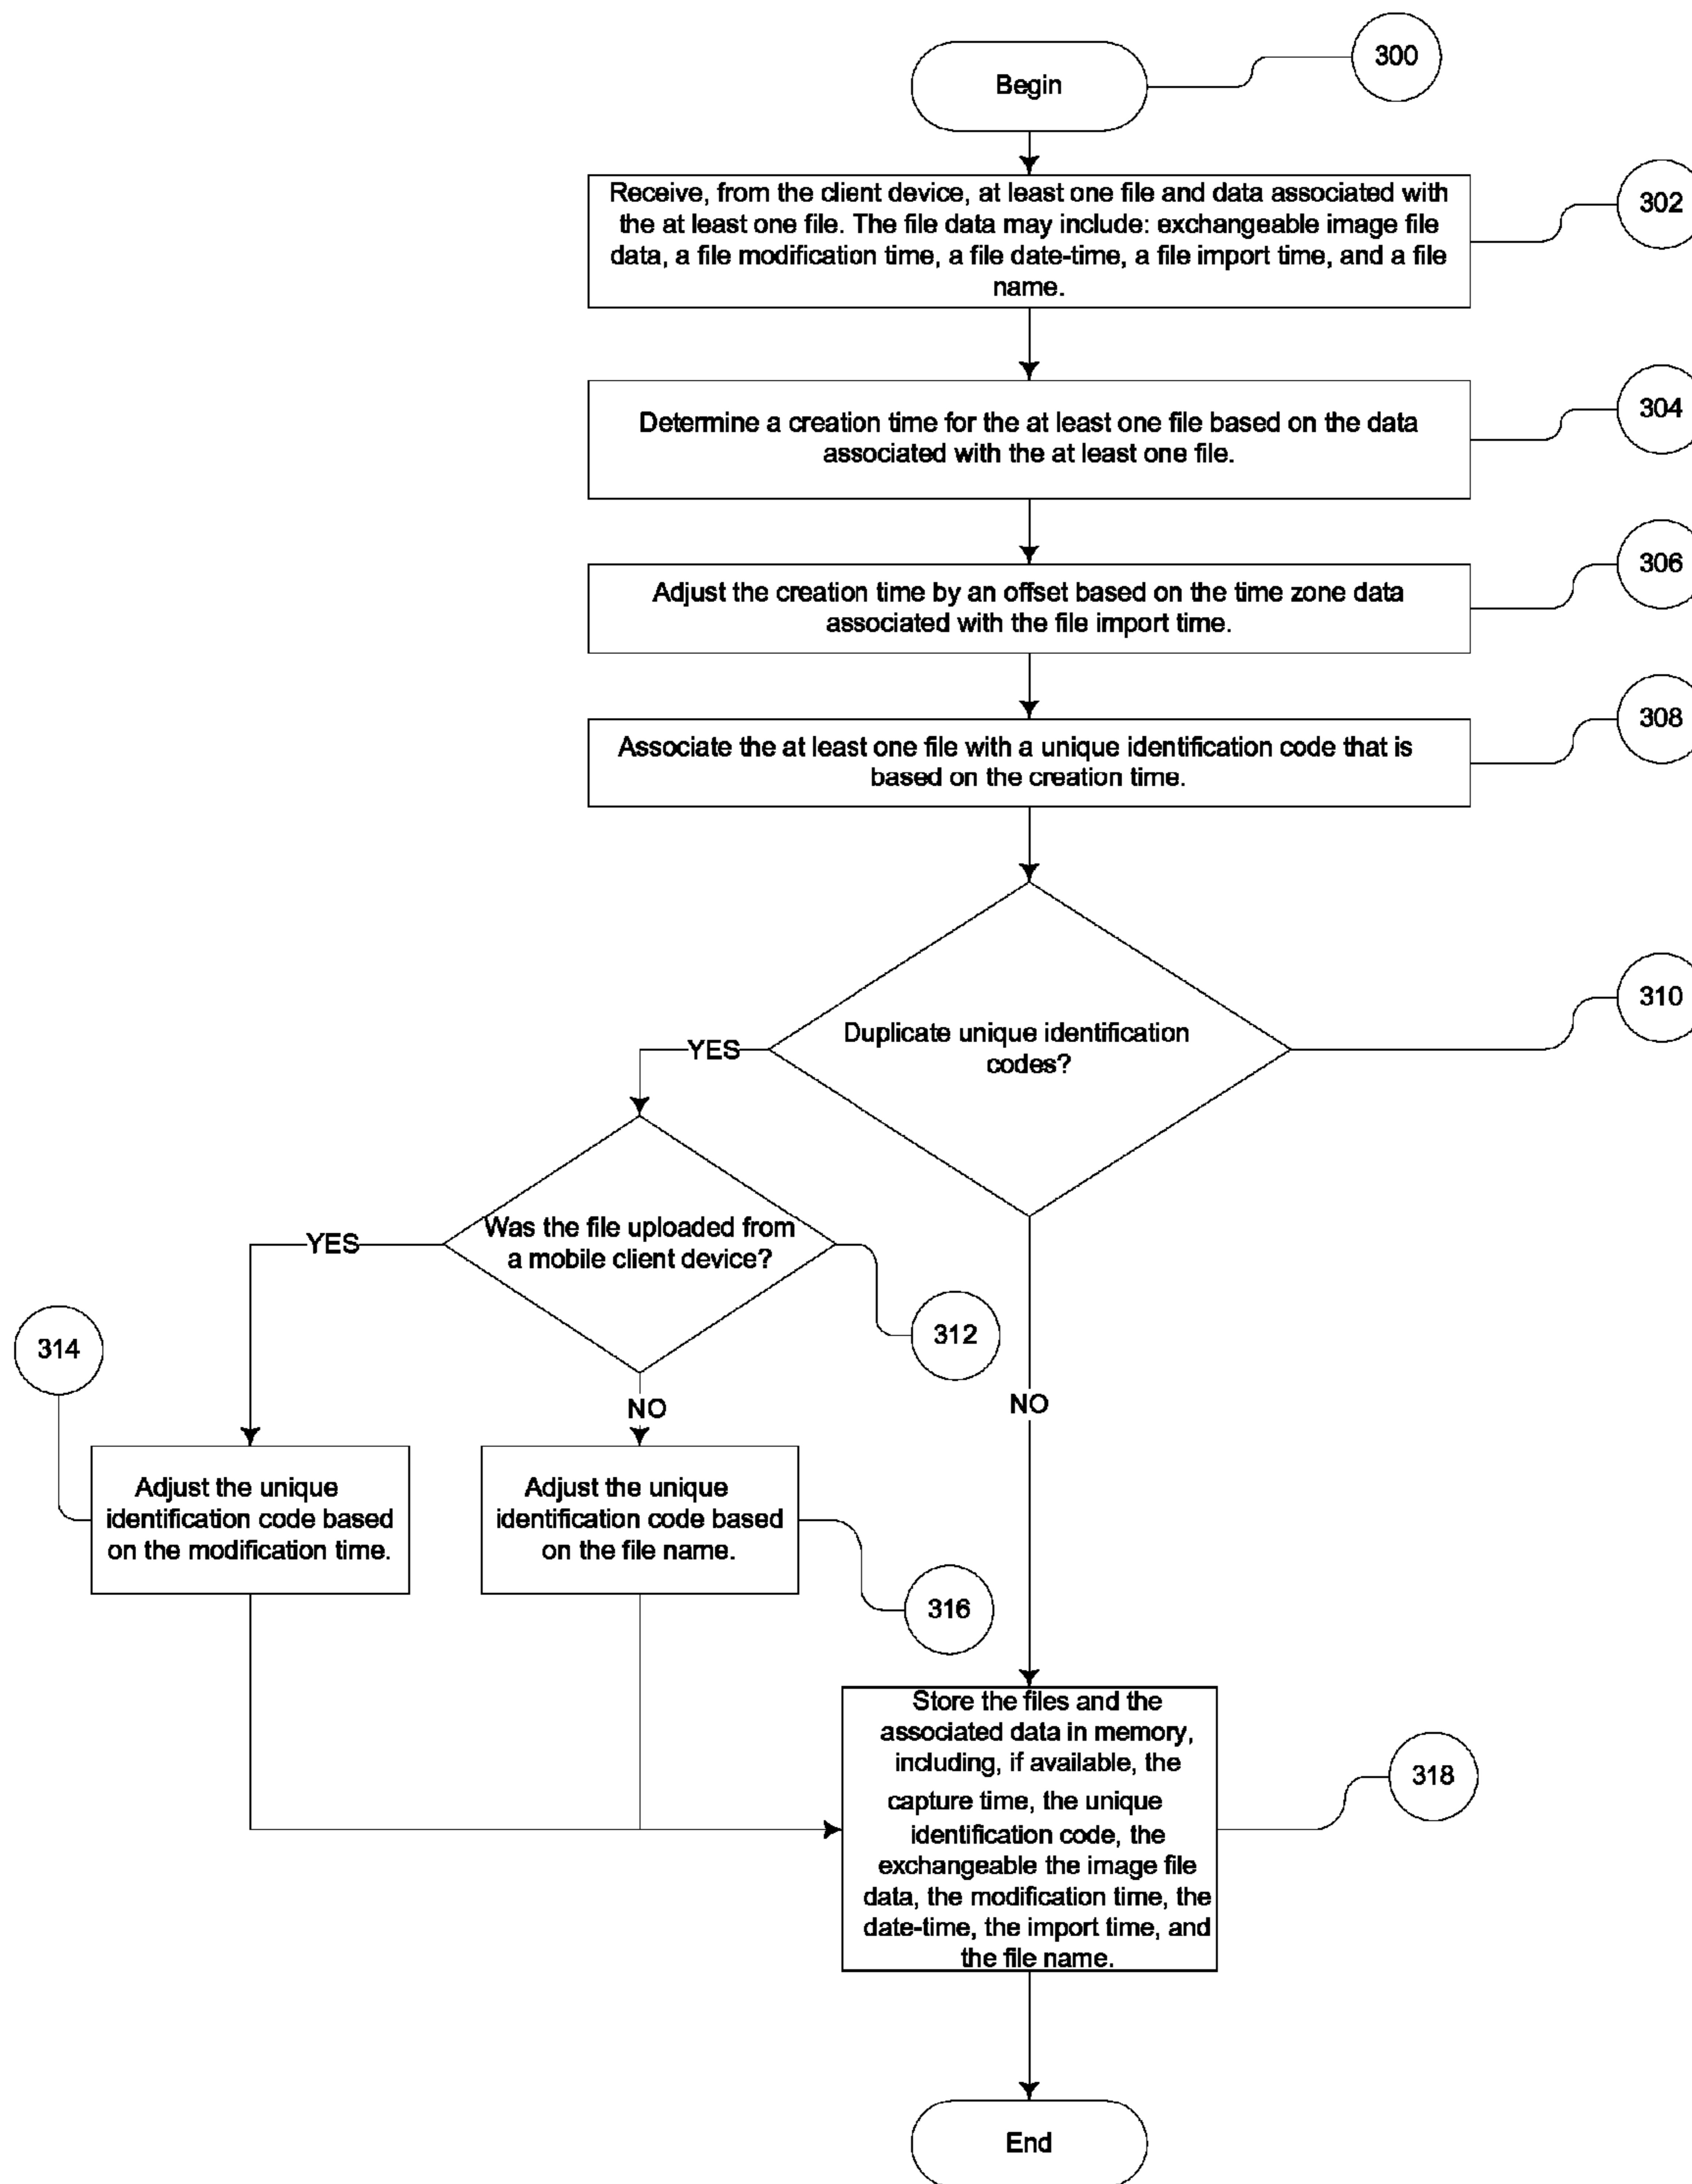 Begin
300
Receive, from the client device, at least one file and data associated with
the at least one file. The file data may include: exchangeable image file
data, a file modification time, a file date-time, a file import time, and a file
name.
302
Determine a creation time for the at least one file based on the data
associated with the at least one file.
304
Adjust the creation time by an offset based on the time zone data
associated with the file import time.
306
Associate the at least one file with a unique identification code that is
based on the creation time.
308
Duplicate unique identification
codes?
310
YES
Was the file uploaded from
a mobile client device?
YES
312
314
NO
NO
Adjust the unique
identification code based
on the modification time.
Adjust the unique
identification code based
on the file name.
316
Store the files and the
associated data in memory,
including, if available, the
capture time, the unique
identification code, the
exchangeable the image file
data, the modification time, the
date-time, the import time, and
the file name.
318
End